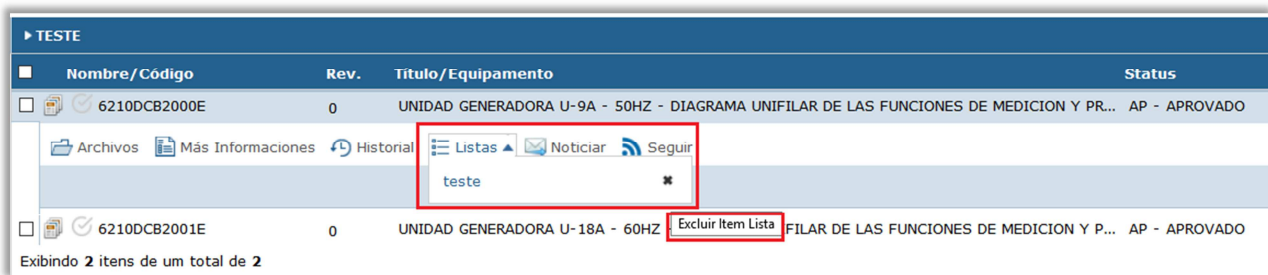 TESTE
Nombre/Código Rev. Título/Equipamento Status
6210DCB2000E 0 UNIDAD GENERADORA U-9A - 50HZ - DIAGRAMA UNIFILAR DE LAS FUNCIONES DE MEDICION Y PR... AP - APROVADO
Archivos Más Informaciones Historial Listas Noticiar Seguir
teste
Excluir Item Lista
6210DCB2001E 0 UNIDAD GENERADORA U-18A - 60HZ - FILAR DE LAS FUNCIONES DE MEDICION Y P... AP - APROVADO
Exibindo 2 itens de um total de 2